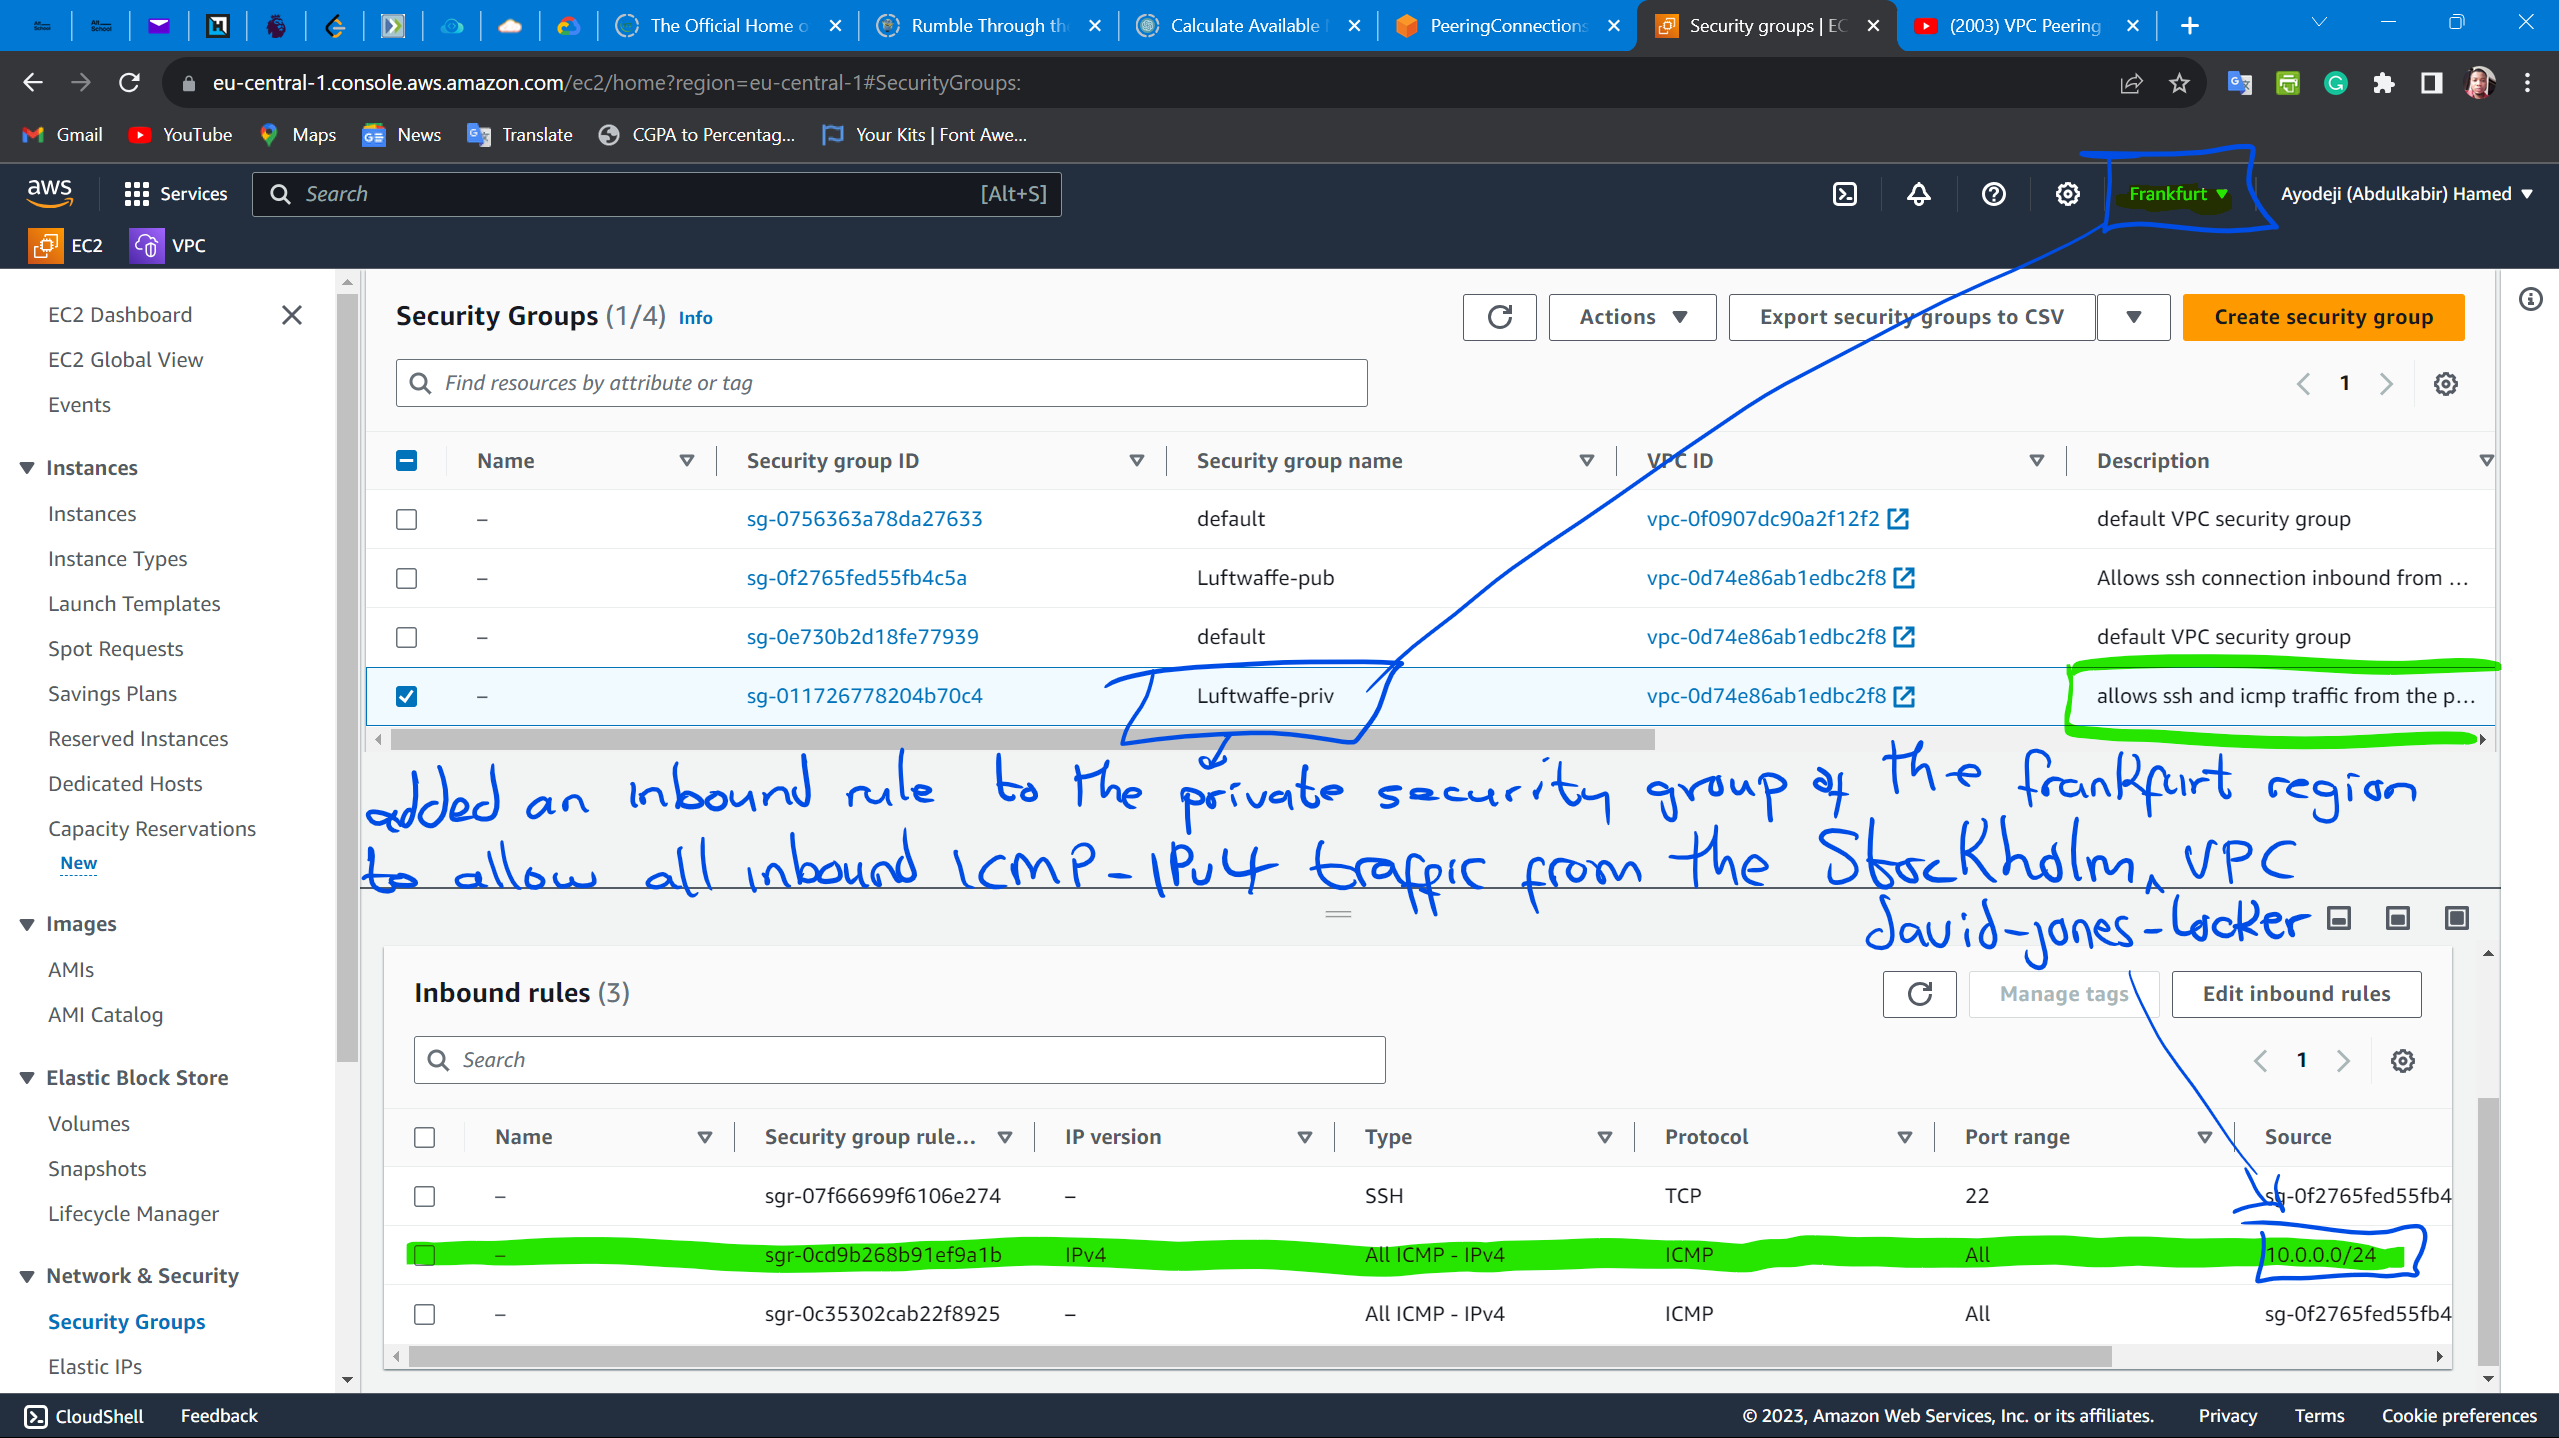 Alt School
Alt School
The Official Home o
Rumble Through the
Calculate Available
PeeringConnections
Security groups | EC
(2003) VPC Peering
eu-central-1.console.aws.amazon.com/ec2/home?region=eu-central-1#SecurityGroups:
Gmail YouTube Maps News Translate CGPA to Percentag... Your Kits | Font Awe...
aws Services Search [Alt+S] Frankfurt Ayodeji (Abdulkabir) Hamed
EC2 VPC
EC2 Dashboard
EC2 Global View
Events
Instances
Instances
Instance Types
Launch Templates
Spot Requests
Savings Plans
Reserved Instances
Dedicated Hosts
Capacity Reservations
New
Images
AMIs
AMI Catalog
Elastic Block Store
Volumes
Snapshots
Lifecycle Manager
Network & Security
Security Groups
Elastic IPs
Security Groups (1/4) Info Actions Export security groups to CSV Create security group
Find resources by attribute or tag 1
Name Security group ID Security group name VPC ID Description
– sg-0756363a78da27633 default vpc-0f0907dc90a2f12f2 default VPC security group
– sg-0f2765fed55fb4c5a Luftwaffe-pub vpc-0d74e86ab1edbc2f8 Allows ssh connection inbound from ...
– sg-0e730b2d18fe77939 default vpc-0d74e86ab1edbc2f8 default VPC security group
– sg-011726778204b70c4 Luftwaffe-priv vpc-0d74e86ab1edbc2f8 allows ssh and icmp traffic from the p...
added an inbound rule to the private security group of the frankfurt region
to allow all inbound ICMP-IPv4 traffic from the Stockholm ^ VPC
david-jones-locker
Inbound rules (3) Manage tags Edit inbound rules
Search 1
Name Security group rule... IP version Type Protocol Port range Source
– sgr-07f66699f6106e274 – SSH TCP 22 sg-0f2765fed55fb4
– sgr-0cd9b268b91ef9a1b IPv4 All ICMP - IPv4 ICMP All 10.0.0.0/24
– sgr-0c35302cab22f8925 – All ICMP - IPv4 ICMP All sg-0f2765fed55fb4
CloudShell Feedback © 2023, Amazon Web Services, Inc. or its affiliates. Privacy Terms Cookie preferences